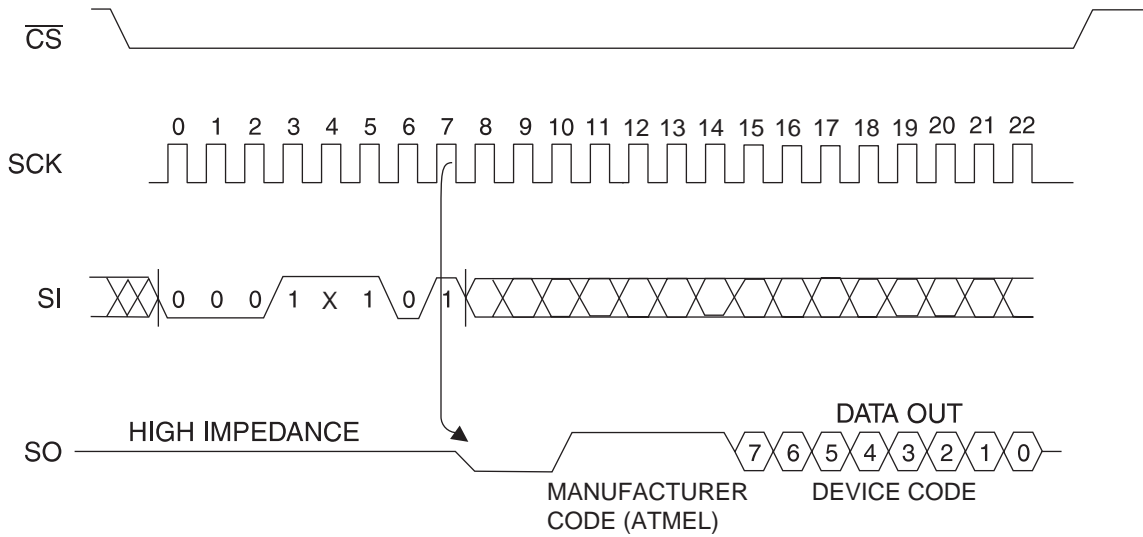 CS
0 1 2 3 4 5 6 7 8 9 10 11 12 13 14 15 16 17 18 19 20 21 22
SCK
SI 0 0 0 1 X 1 0 1
HIGH IMPEDANCE DATA OUT
SO 7 6 5 4 3 2 1 0
MANUFACTURER DEVICE CODE
CODE (ATMEL)